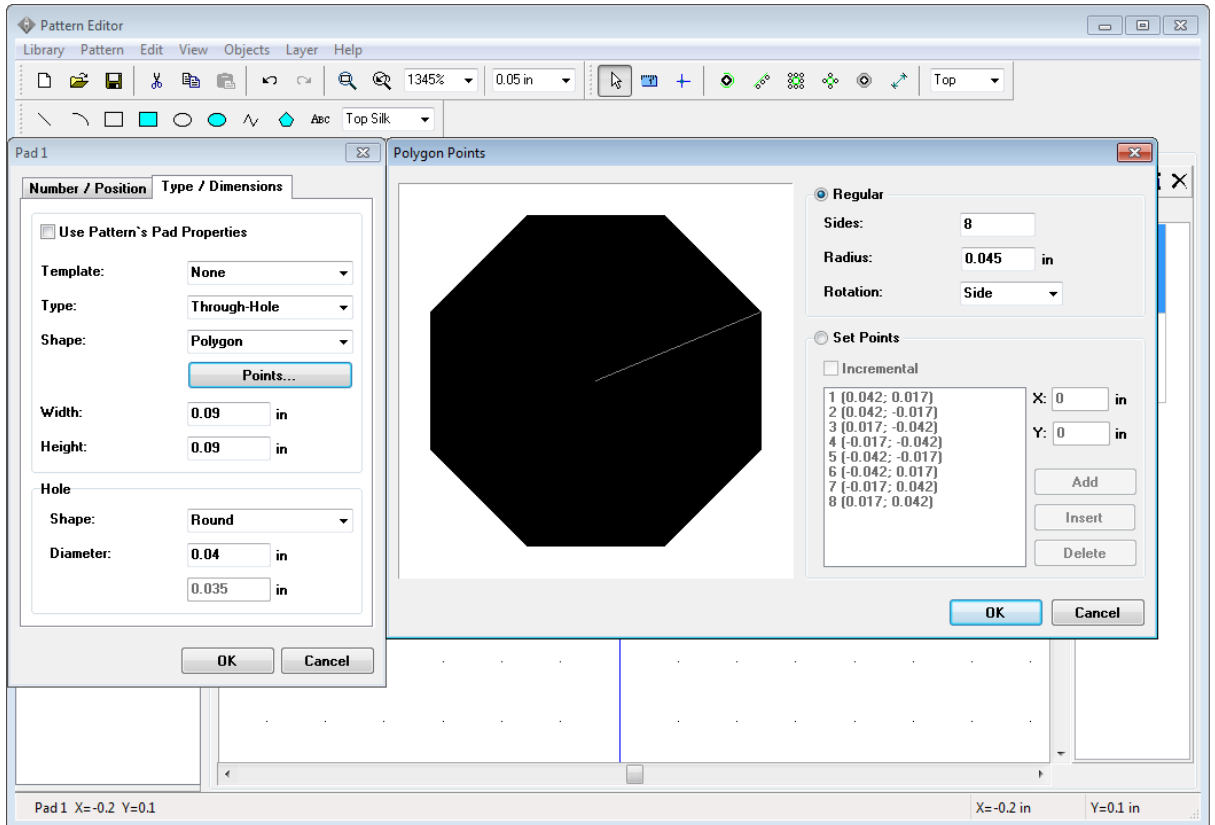 Pattern Editor
Library Pattern Edit View Objects Layer Help
1345% 0.05 in Top
ABC Top Silk
Pad 1
Number / Position Type / Dimensions
Use Pattern`s Pad Properties
Template: None
Type: Through-Hole
Shape: Polygon
Points...
Width: 0.09 in
Height: 0.09 in
Hole
Shape: Round
Diameter: 0.04 in
0.035 in
OK Cancel
Polygon Points
Regular
Sides: 8
Radius: 0.045 in
Rotation: Side
Set Points
Incremental
1 (0.042; 0.017)
2 (0.042; -0.017)
3 (0.017; -0.042)
4 (-0.017; -0.042)
5 (-0.042; -0.017)
6 (-0.042; 0.017)
7 (-0.017; 0.042)
8 (0.017; 0.042)
X: 0 in
Y: 0 in
Add
Insert
Delete
OK Cancel
Pad 1 X=-0.2 Y=0.1 X=-0.2 in Y=0.1 in